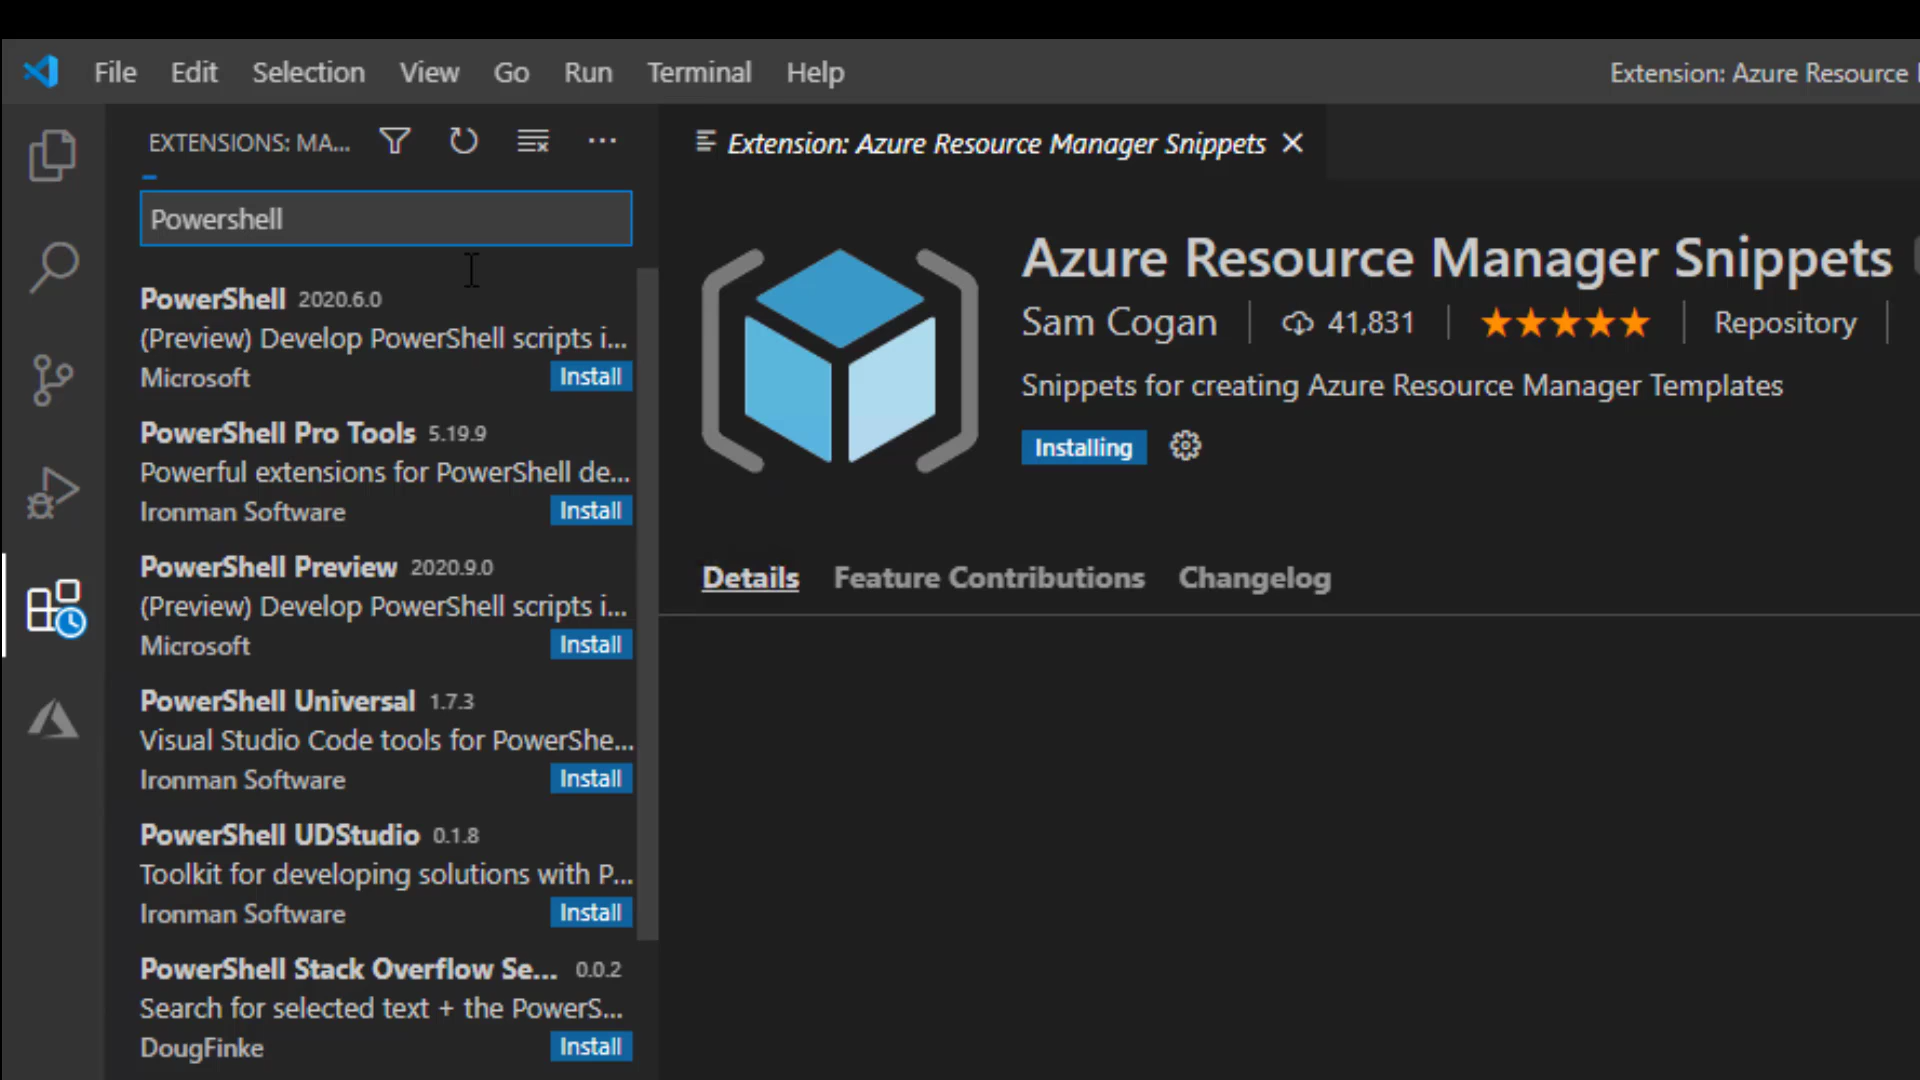 File Edit Selection View Go Run Terminal Help
Extension: Azure Resource
EXTENSIONS: MA...
Extension: Azure Resource Manager Snippets
Powershell
PowerShell 2020.6.0
(Preview) Develop PowerShell scripts i...
Microsoft Install
PowerShell Pro Tools 5.19.9
Powerful extensions for PowerShell de...
Ironman Software Install
PowerShell Preview 2020.9.0
(Preview) Develop PowerShell scripts i...
Microsoft Install
PowerShell Universal 1.7.3
Visual Studio Code tools for PowerShe...
Ironman Software Install
PowerShell UDStudio 0.1.8
Toolkit for developing solutions with P...
Ironman Software Install
PowerShell Stack Overflow Se... 0.0.2
Search for selected text + the PowerS...
DougFinke Install
Azure Resource Manager Snippets
Sam Cogan 41,831 Repository
Snippets for creating Azure Resource Manager Templates
Installing
Details Feature Contributions Changelog